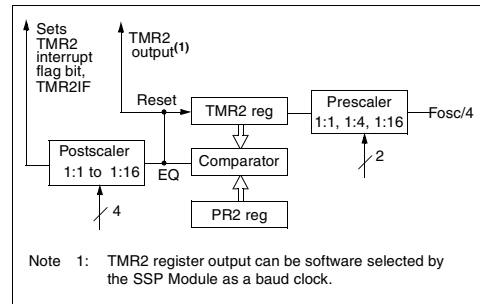 Sets
TMR2
interrupt
flag bit,
TMR2IF
TMR2
output(1)
Reset
TMR2 reg
Prescaler
1:1, 1:4, 1:16
Fosc/4
2
Postscaler
1:1 to 1:16
EQ
Comparator
4
PR2 reg
Note 1: TMR2 register output can be software selected by
the SSP Module as a baud clock.